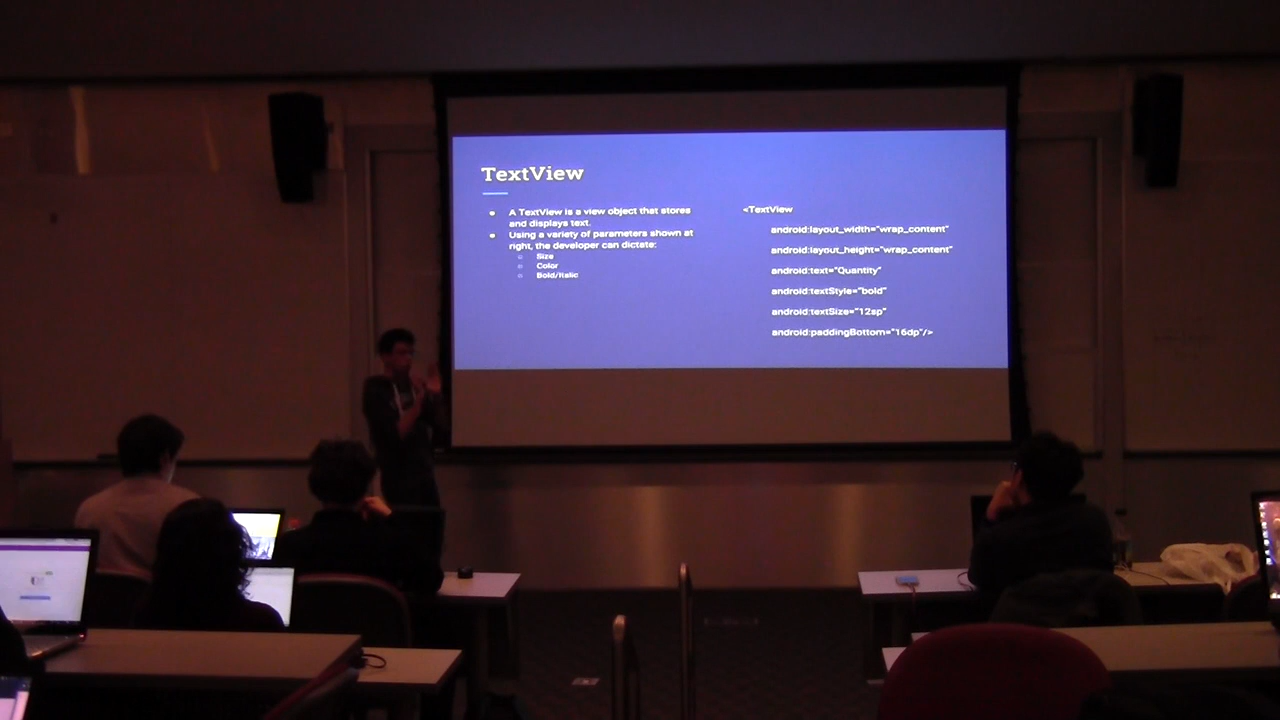 TextView
A TextView is a view object that stores
and displays text.
Using a variety of parameters shown at
right, the developer can dictate:
Size
Color
Bold/Italic
<TextView
android:layout_width="wrap_content"
android:layout_height="wrap_content"
android:text="Quantity"
android:textStyle="bold"
android:textSize="12sp"
android:paddingBottom="16dp"/>